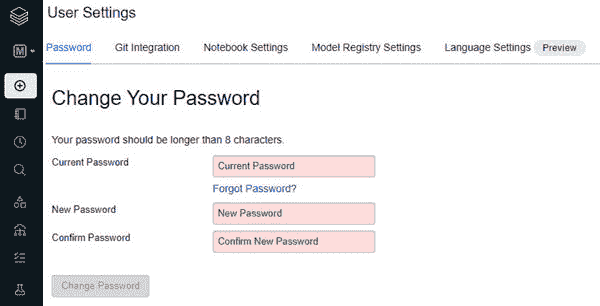 User Settings
M
Password Git Integration Notebook Settings Model Registry Settings Language Settings Preview
Change Your Password
Your password should be longer than 8 characters.
Current Password Current Password
Forgot Password?
New Password New Password
Confirm Password Confirm New Password
Change Password